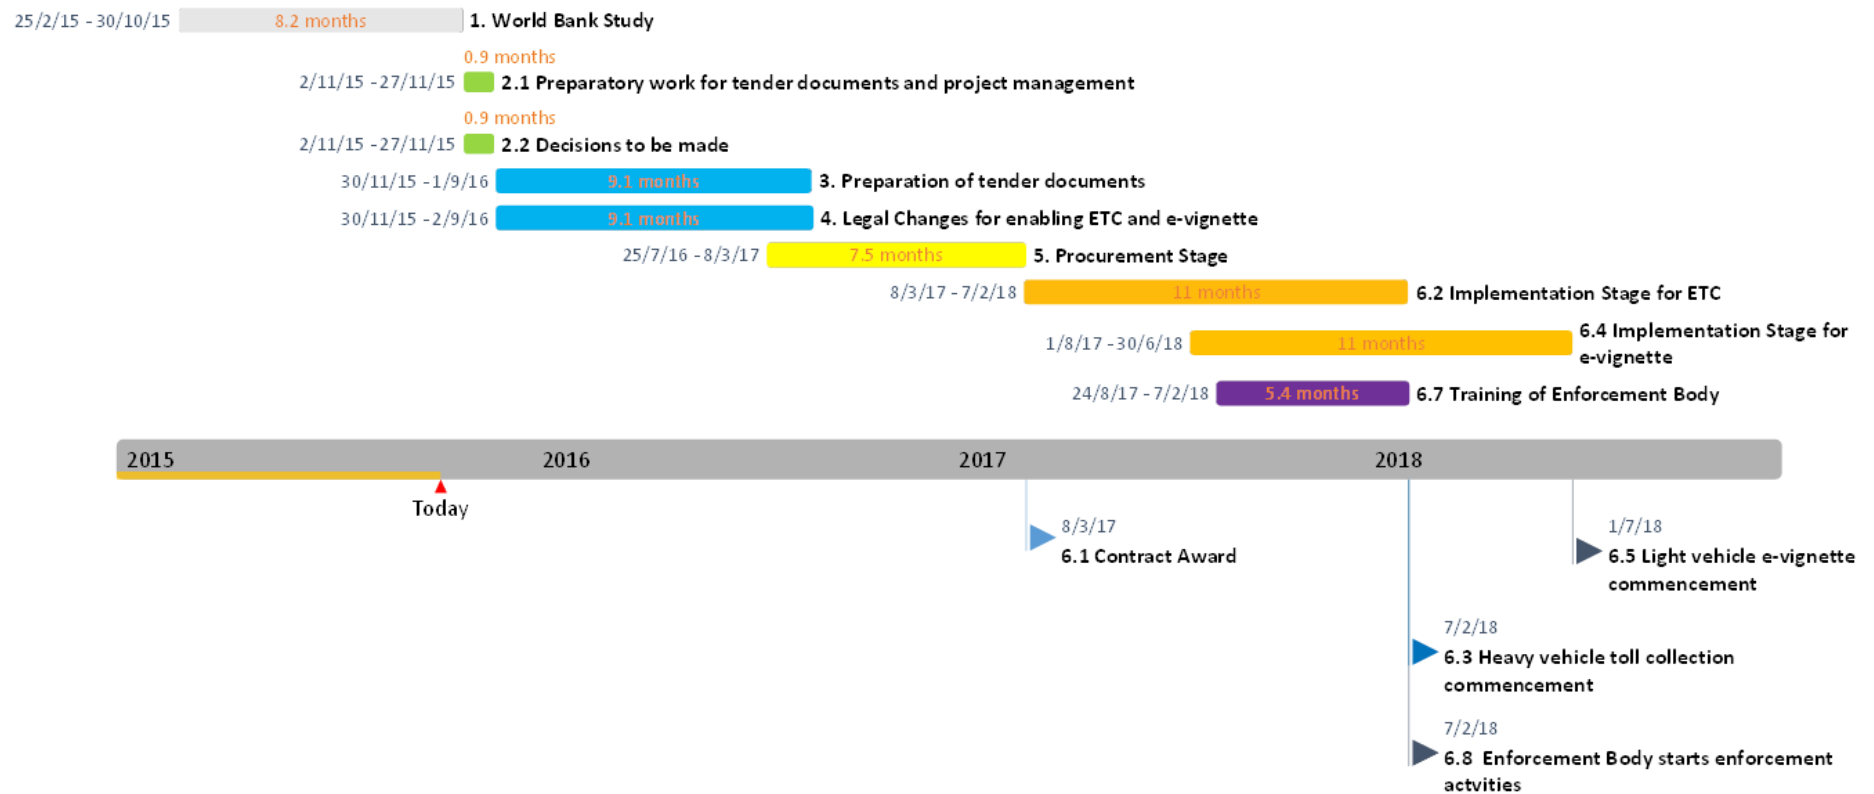 25/2/15 - 30/10/15 8.2 months 1. World Bank Study
0.9 months
2/11/15 - 27/11/15 2.1 Preparatory work for tender documents and project management
0.9 months
2/11/15 - 27/11/15 2.2 Decisions to be made
30/11/15 - 1/9/16 9.1 months 3. Preparation of tender documents
30/11/15 - 2/9/16 9.1 months 4. Legal Changes for enabling ETC and e-vignette
25/7/16 - 8/3/17 7.5 months 5. Procurement Stage
8/3/17 - 7/2/18 11 months 6.2 Implementation Stage for ETC
1/8/17 - 30/6/18 11 months 6.4 Implementation Stage for
e-vignette
24/8/17 - 7/2/18 5.4 months 6.7 Training of Enforcement Body
2015 2016 2017 2018
Today
8/3/17
6.1 Contract Award
1/7/18
6.5 Light vehicle e-vignette
commencement
7/2/18
6.3 Heavy vehicle toll collection
commencement
7/2/18
6.8 Enforcement Body starts enforcement
actvities